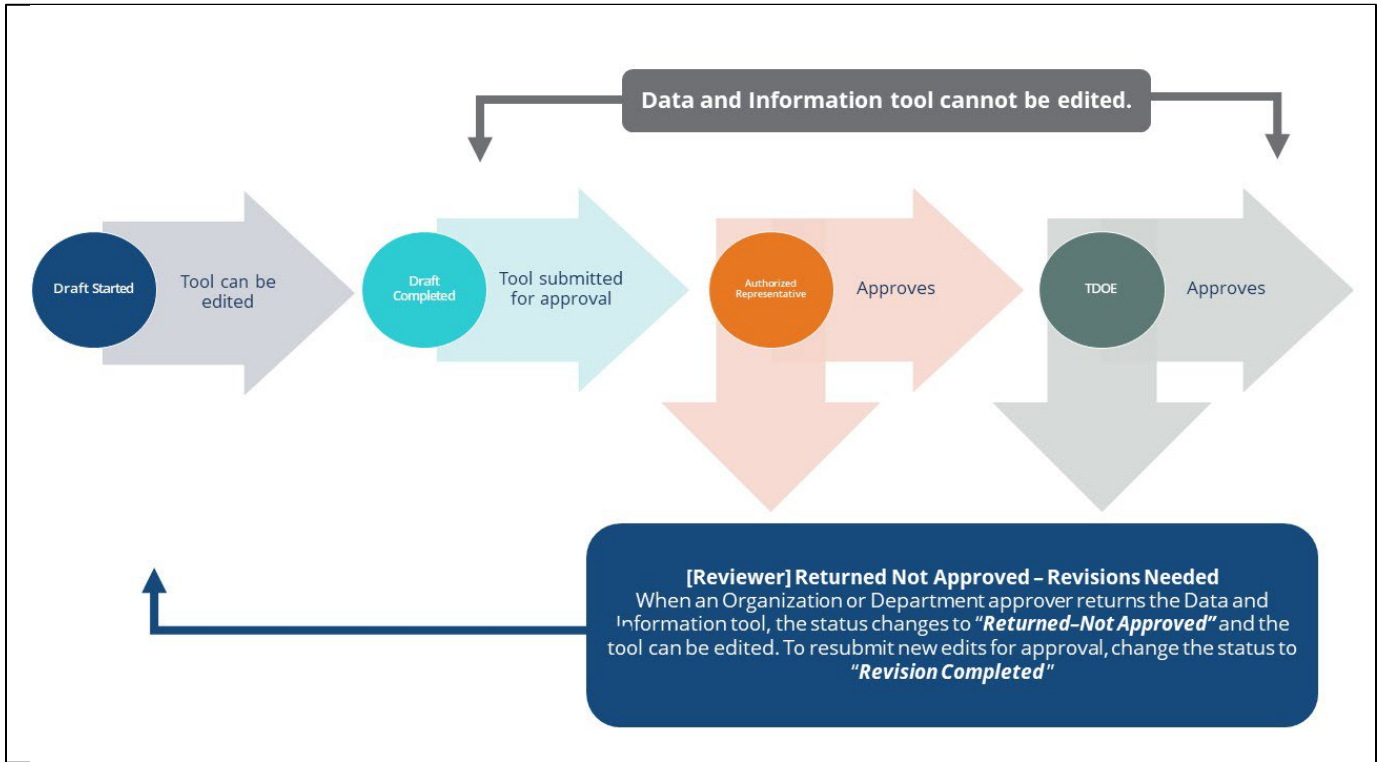 Data and Information tool cannot be edited.
Draft Started
Tool can be
edited
Draft
Completed
Tool submitted
for approval
Authorized
Representative
Approves
TDOE
Approves
[Reviewer] Returned Not Approved – Revisions Needed
When an Organization or Department approver returns the Data and
Information tool, the status changes to “Returned–Not Approved” and the
tool can be edited. To resubmit new edits for approval, change the status to
“Revision Completed”